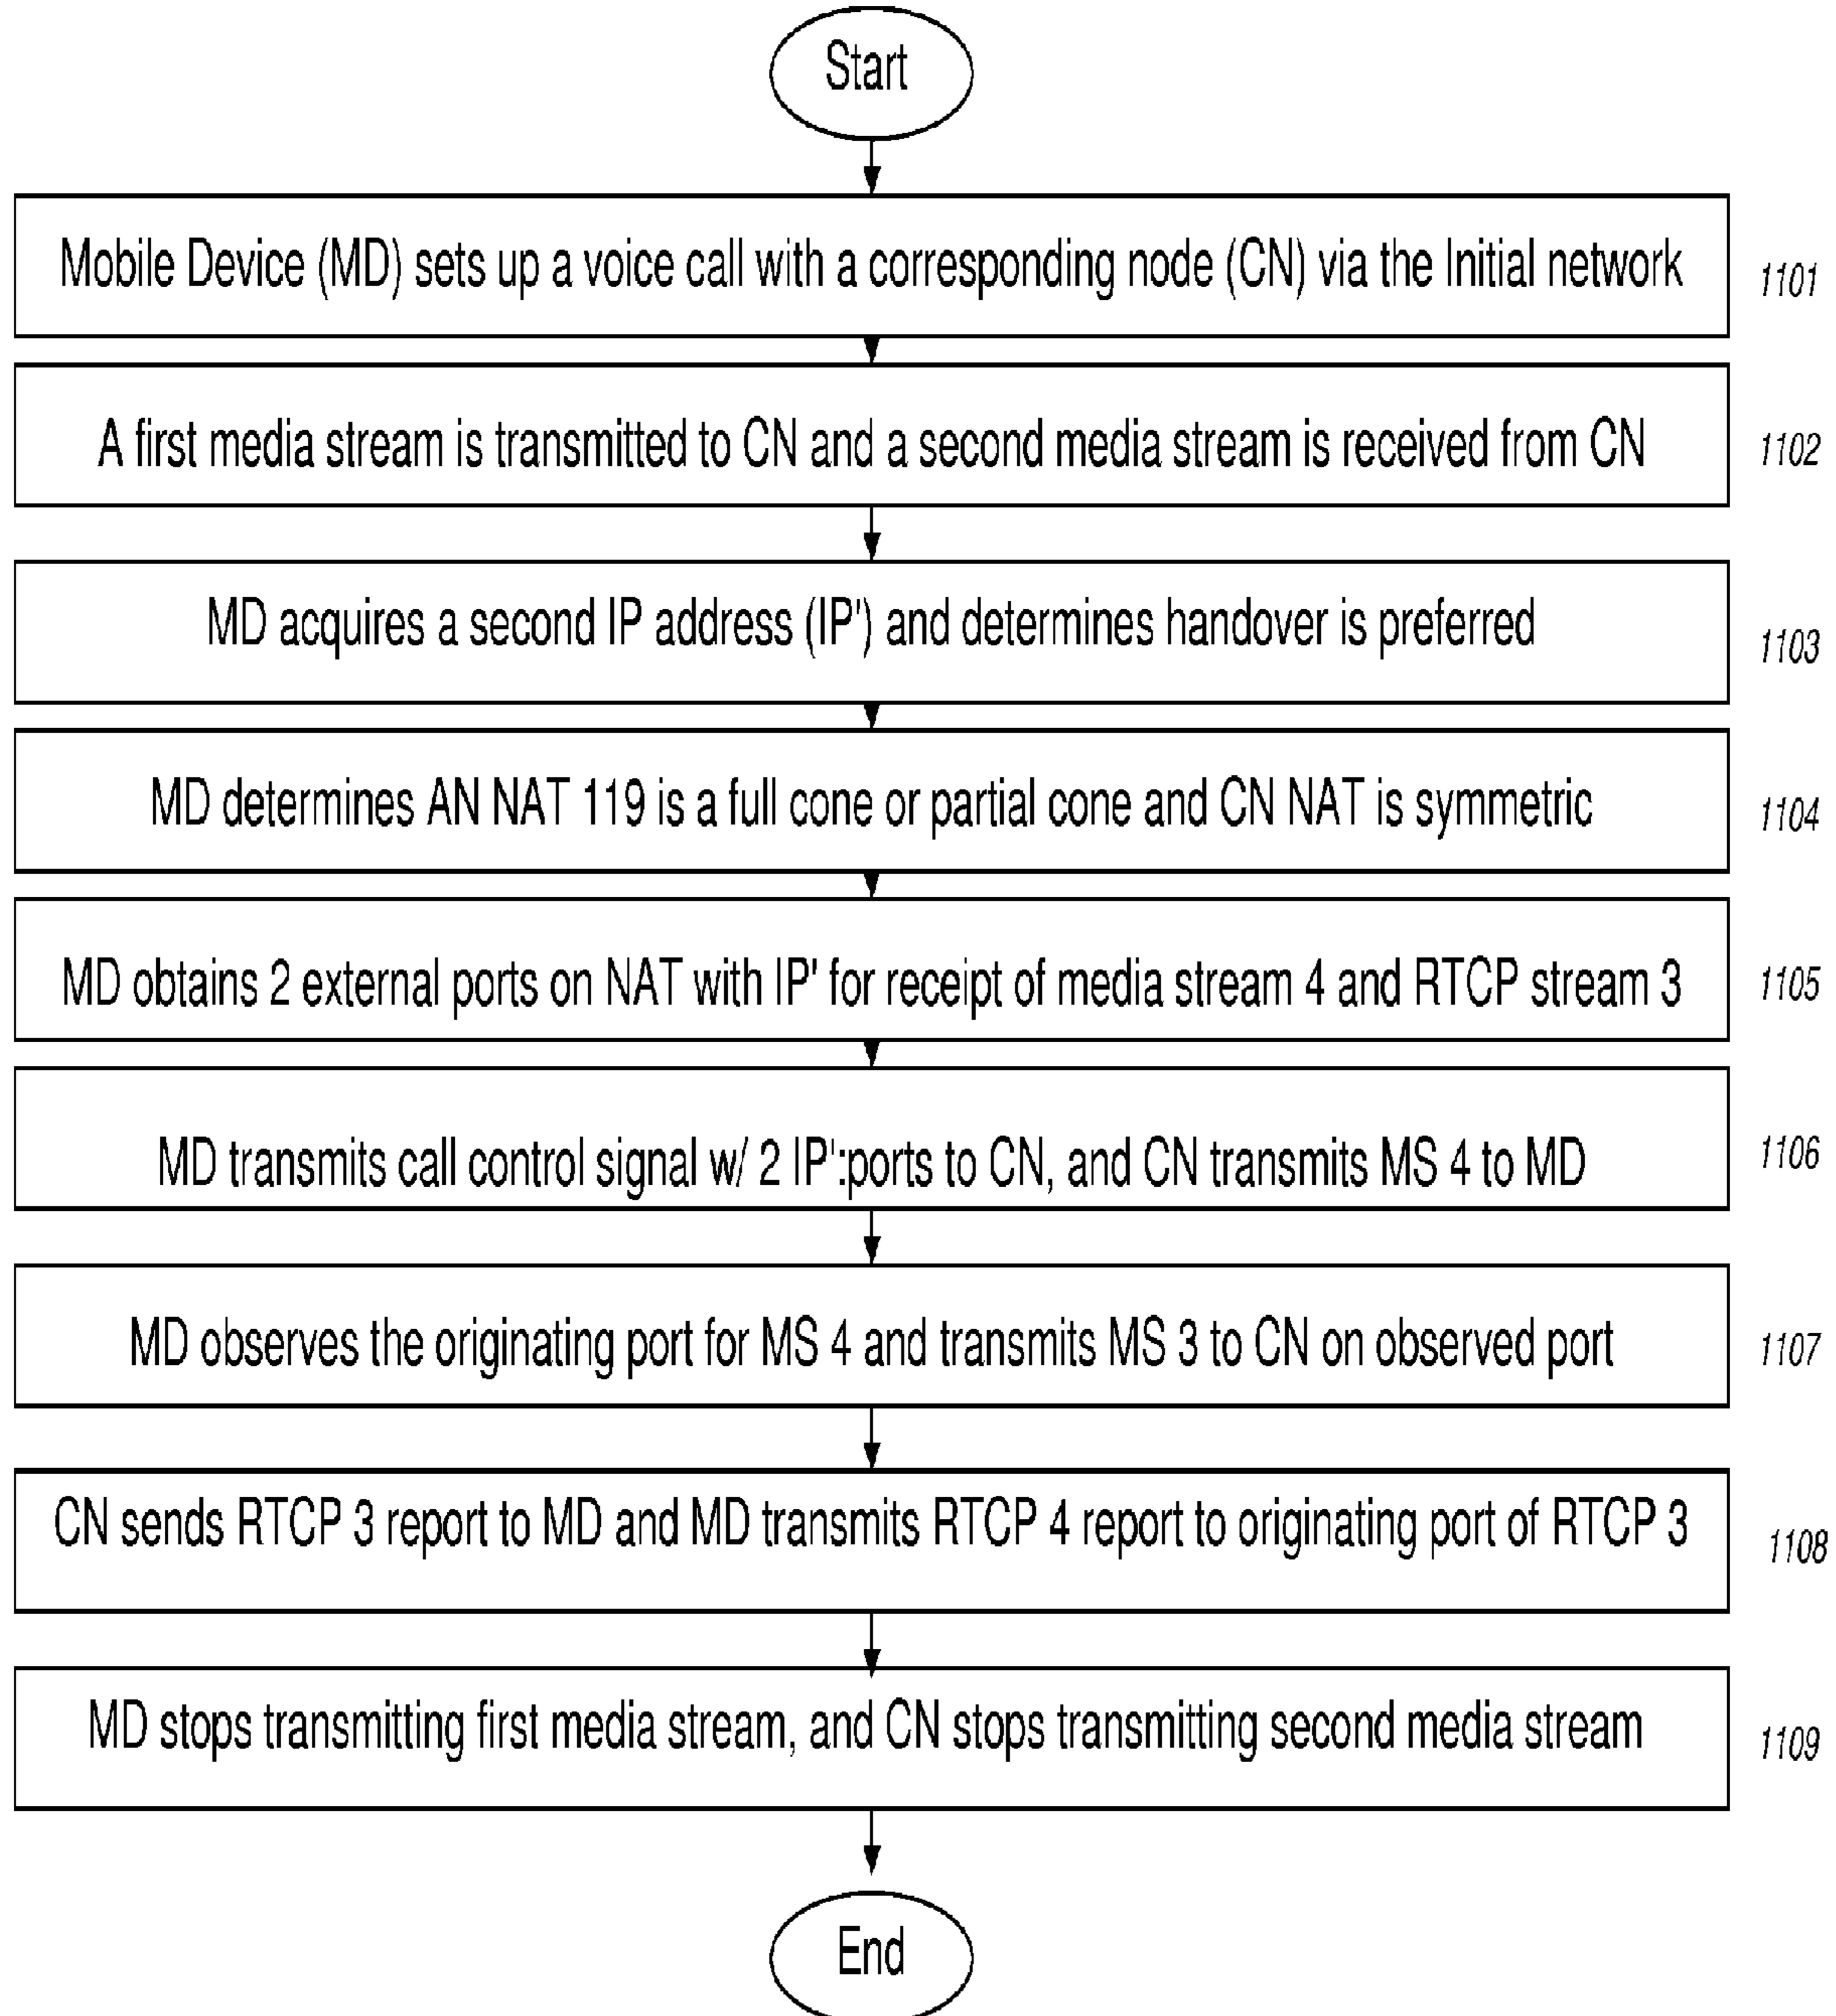 Start
Mobile Device (MD) sets up a voice call with a corresponding node (CN) via the Initial network
1101
A first media stream is transmitted to CN and a second media stream is received from CN
1102
MD acquires a second IP address (IP') and determines handover is preferred
1103
MD determines AN NAT 119 is a full cone or partial cone and CN NAT is symmetric
1104
MD obtains 2 external ports on NAT with IP' for receipt of media stream 4 and RTCP stream 3
1105
MD transmits call control signal w/ 2 IP':ports to CN, and CN transmits MS 4 to MD
1106
MD observes the originating port for MS 4 and transmits MS 3 to CN on observed port
1107
CN sends RTCP 3 report to MD and MD transmits RTCP 4 report to originating port of RTCP 3
1108
MD stops transmitting first media stream, and CN stops transmitting second media stream
1109
End